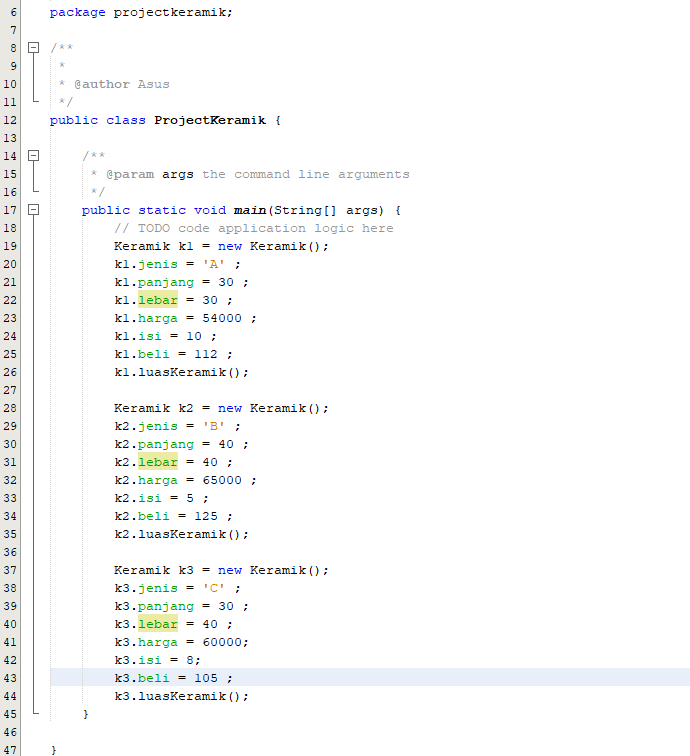 6 package projectkeramik;
7
8 /**
9 *
10 * @author Asus
11 */
12 public class ProjectKeramik {
13
14 /**
15 * @param args the command line arguments
16 */
17 public static void main(String[] args) {
18 // TODO code application logic here
19 Keramik k1 = new Keramik();
20 k1.jenis = 'A' ;
21 k1.panjang = 30 ;
22 k1.lebar = 30 ;
23 k1.harga = 54000 ;
24 k1.isi = 10 ;
25 k1.beli = 112 ;
26 k1.luasKeramik();
27
28 Keramik k2 = new Keramik();
29 k2.jenis = 'B' ;
30 k2.panjang = 40 ;
31 k2.lebar = 40 ;
32 k2.harga = 65000 ;
33 k2.isi = 5 ;
34 k2.beli = 125 ;
35 k2.luasKeramik();
36
37 Keramik k3 = new Keramik();
38 k3.jenis = 'C' ;
39 k3.panjang = 30 ;
40 k3.lebar = 40 ;
41 k3.harga = 60000;
42 k3.isi = 8;
43 k3.beli = 105 ;
44 k3.luasKeramik();
45 }
46
47 }